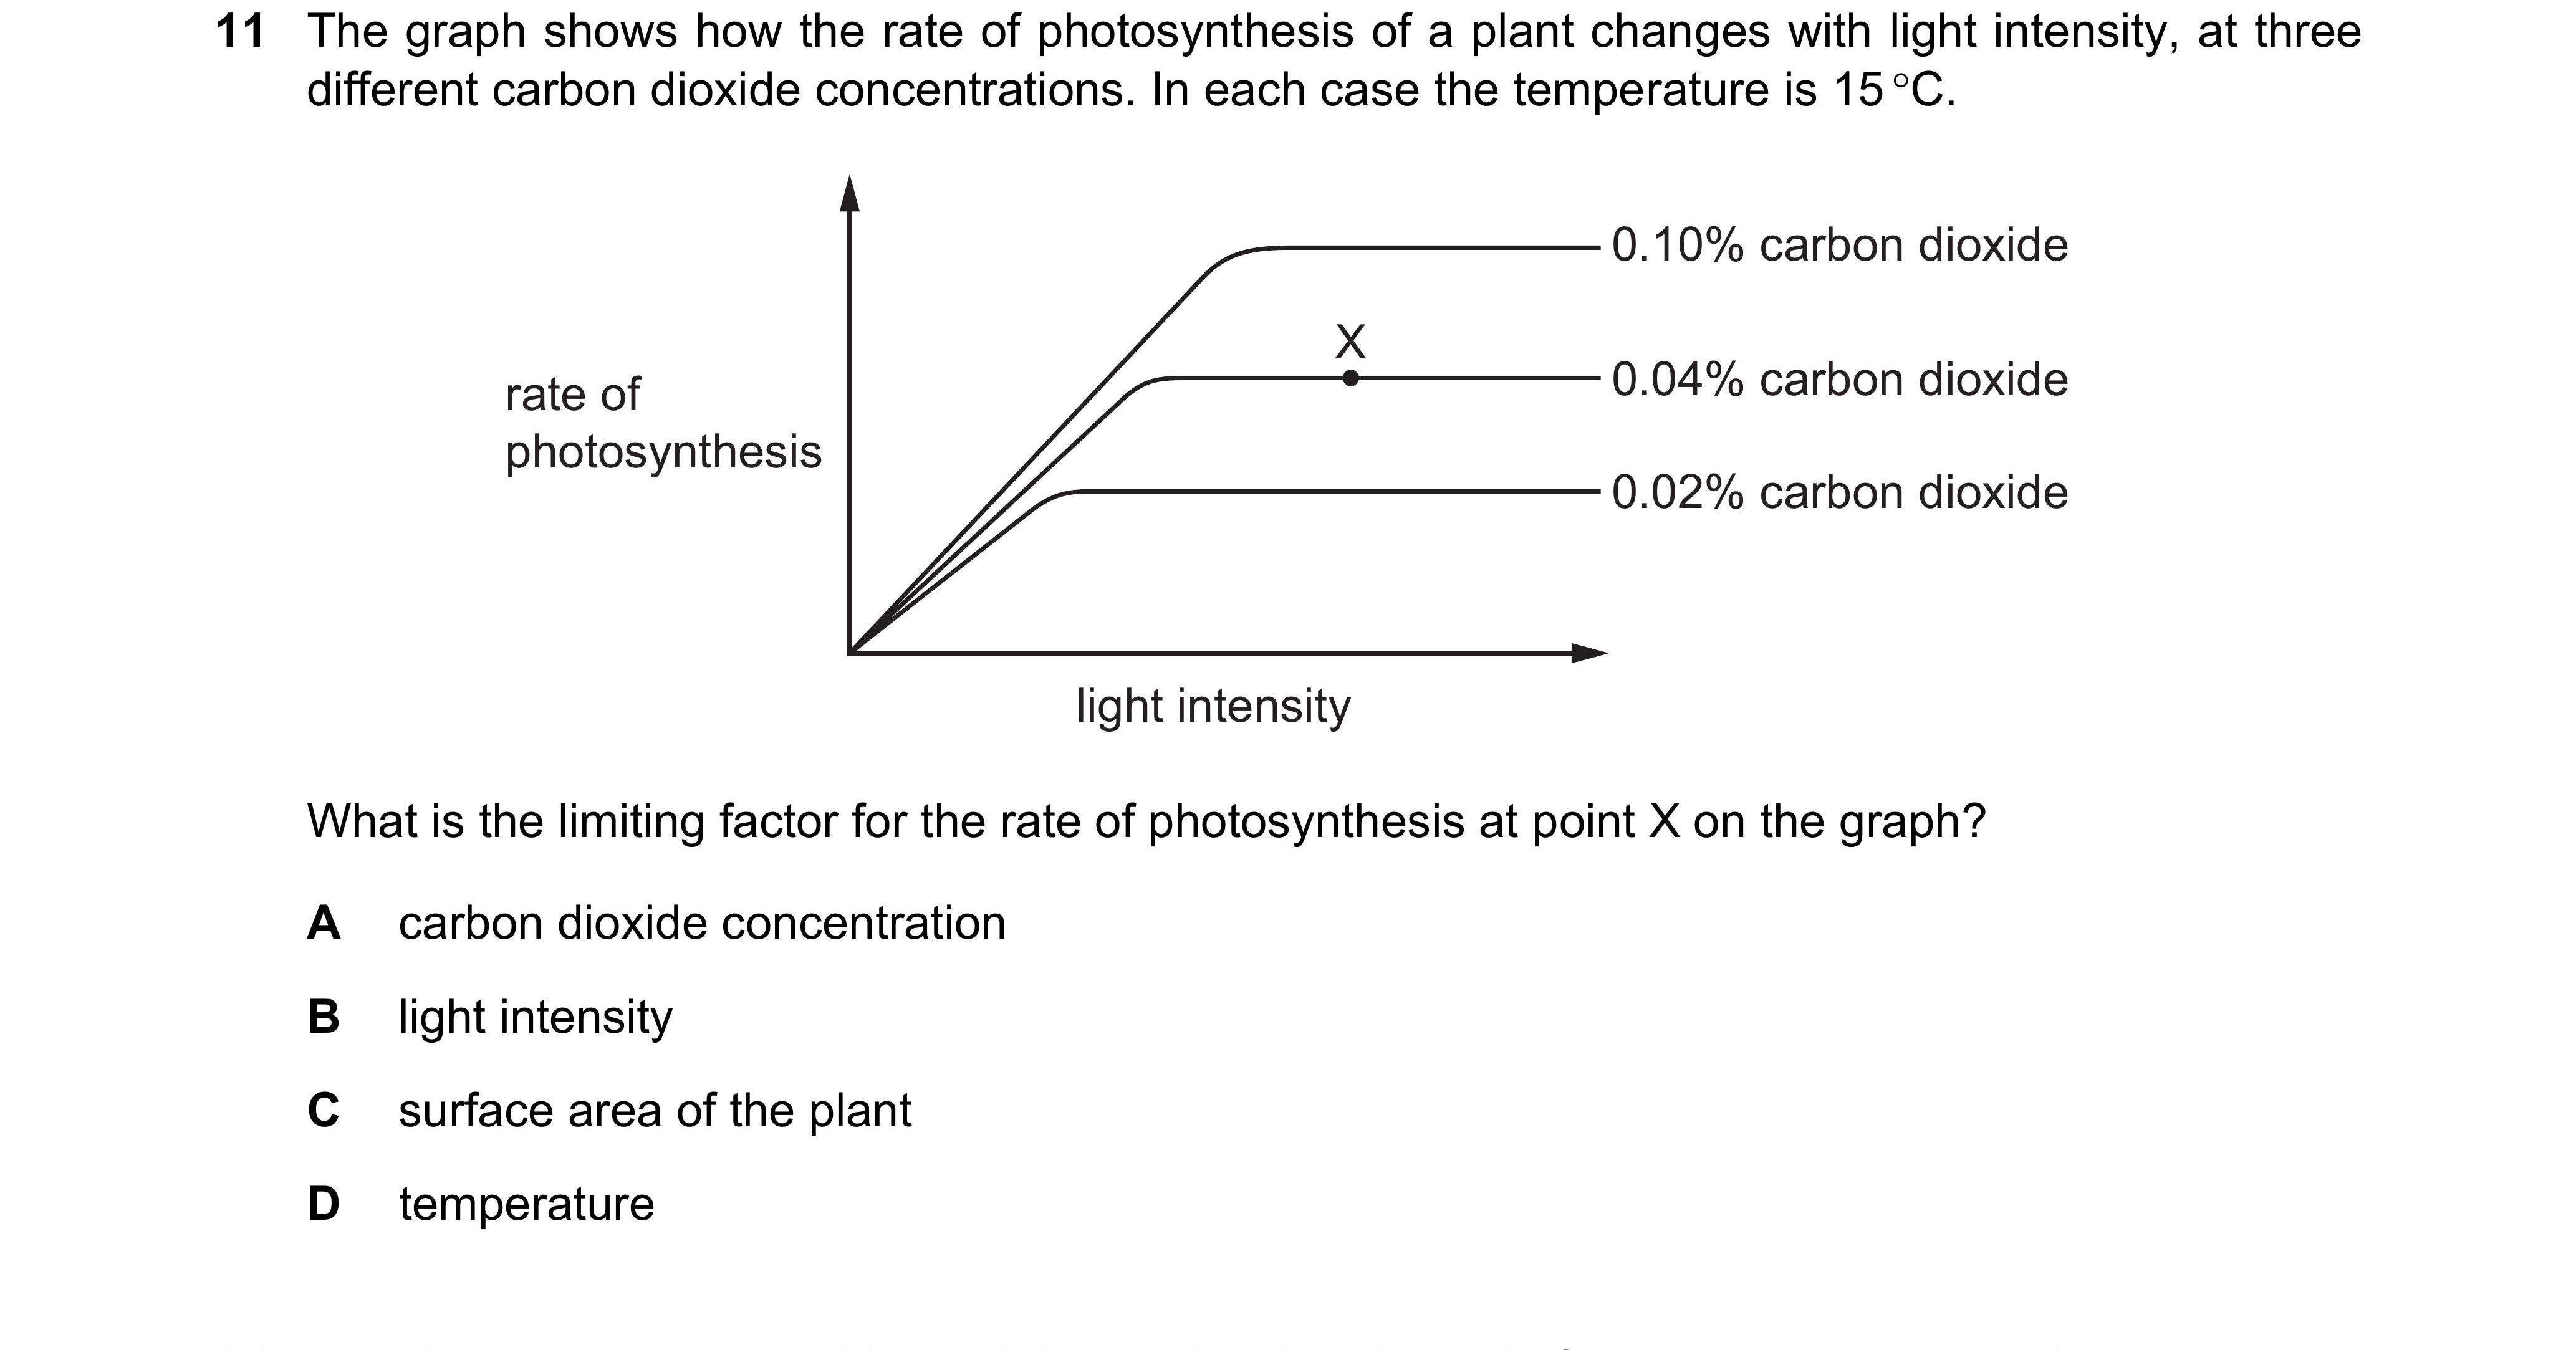 11 The graph shows how the rate of photosynthesis of a plant changes with light intensity, at three
different carbon dioxide concentrations. In each case the temperature is 15 °C.
0.10% carbon dioxide
X
0.04% carbon dioxide
rate of
photosynthesis
0.02% carbon dioxide
light intensity
What is the limiting factor for the rate of photosynthesis at point X on the graph?
A carbon dioxide concentration
B light intensity
C surface area of the plant
D temperature